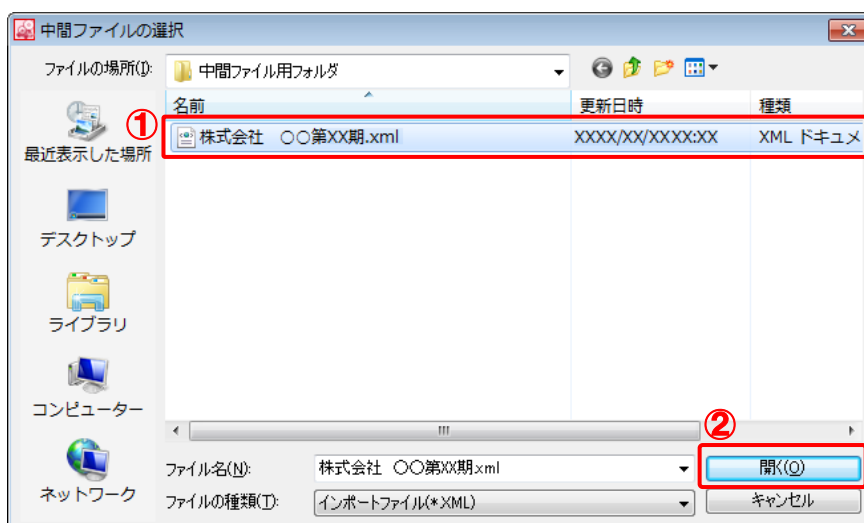 中間ファイルの選択
ファイルの場所(I):
中間ファイル用フォルダ
名前
更新日時
種類
①
株式会社　〇〇第XX期.xml
XXXX/XX/XXXX:XX
XML ドキュメ
最近表示した場所
デスクトップ
ライブラリ
コンピューター
ネットワーク
②
ファイル名(N):
株式会社　〇〇第XX期.xml
開く(O)
ファイルの種類(T):
インポートファイル(*.XML)
キャンセル